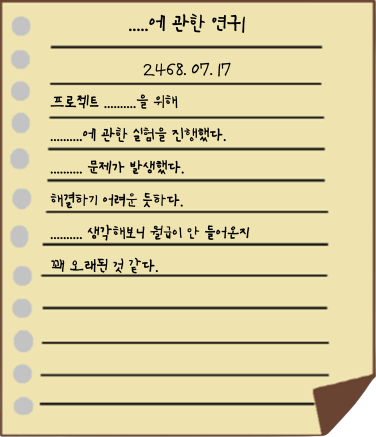 .....에 관한 연구
2468. 07. 17
프로젝트 ..........을 위해
..........에 관한 실험을 진행했다.
.......... 문제가 발생했다.
해결하기 어려운 듯하다.
.......... 생각해보니 월급이 안 들어온지
꽤 오래된 것 같다.